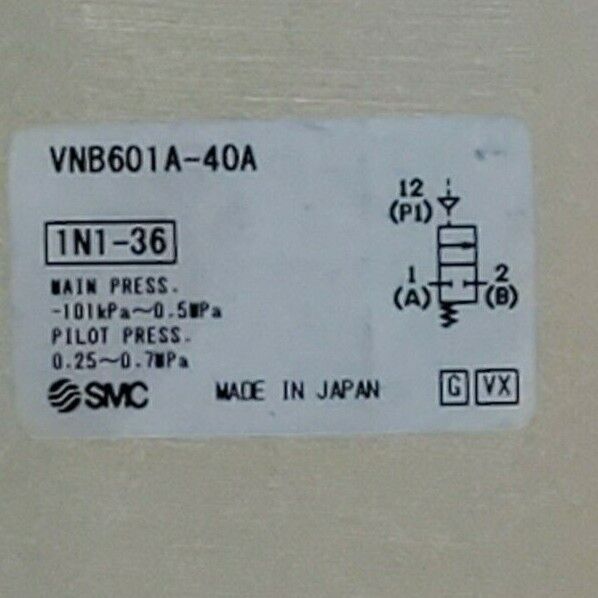 VNB601A-40A
12
(P1)
1N1-36
MAIN PRESS.
-101kPa~0.5MPa
PILOT PRESS.
0.25~0.7MPa
1
(A)
2
(B)
SMC MADE IN JAPAN G VX